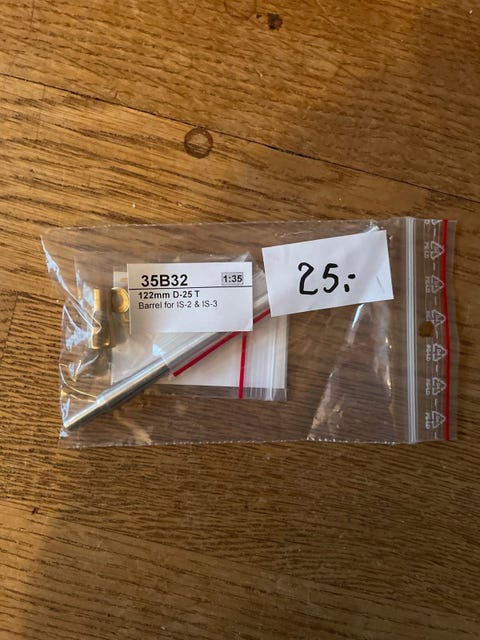 35B32
1:35
122mm D-25 T
Barrel for IS-2 & IS-3
25:-